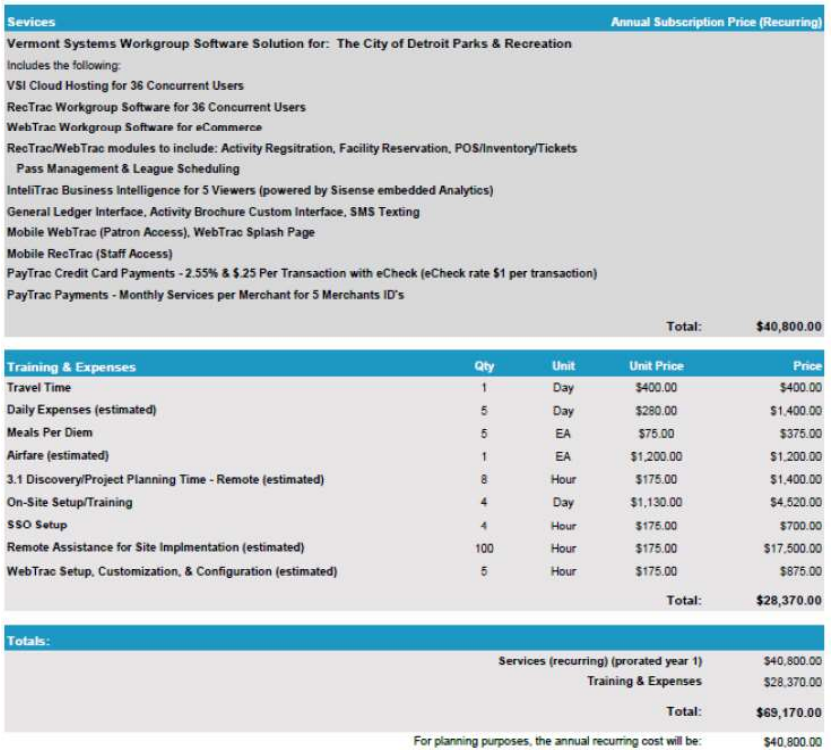 Sevices Annual Subscription Price (Recurring)
Vermont Systems Workgroup Software Solution for: The City of Detroit Parks & Recreation
Includes the following:
VSI Cloud Hosting for 36 Concurrent Users
RecTrac Workgroup Software for 36 Concurrent Users
WebTrac Workgroup Software for eCommerce
RecTrac/WebTrac modules to include: Activity Regsitration, Facility Reservation, POS/Inventory/Tickets
Pass Management & League Scheduling
InteliTrac Business Intelligence for 5 Viewers (powered by Sisense embedded Analytics)
General Ledger Interface, Activity Brochure Custom Interface, SMS Texting
Mobile WebTrac (Patron Access), WebTrac Splash Page
Mobile RecTrac (Staff Access)
PayTrac Credit Card Payments - 2.55% & $.25 Per Transaction with eCheck (eCheck rate $1 per transaction)
PayTrac Payments - Monthly Services per Merchant for 5 Merchants ID's
Total: $40,800.00
Training & Expenses Qty Unit Unit Price Price
Travel Time 1 Day $400.00 $400.00
Daily Expenses (estimated) 5 Day $280.00 $1,400.00
Meals Per Diem 5 EA $75.00 $375.00
Airfare (estimated) 1 EA $1,200.00 $1,200.00
3.1 Discovery/Project Planning Time - Remote (estimated) 8 Hour $175.00 $1,400.00
On-Site Setup/Training 4 Day $1,130.00 $4,520.00
SSO Setup 4 Hour $175.00 $700.00
Remote Assistance for Site Implmentation (estimated) 100 Hour $175.00 $17,500.00
WebTrac Setup, Customization, & Configuration (estimated) 5 Hour $175.00 $875.00
Total: $28,370.00
Totals:
Services (recurring) (prorated year 1) $40,800.00
Training & Expenses $28,370.00
Total: $69,170.00
For planning purposes, the annual recurring cost will be: $40,800.00